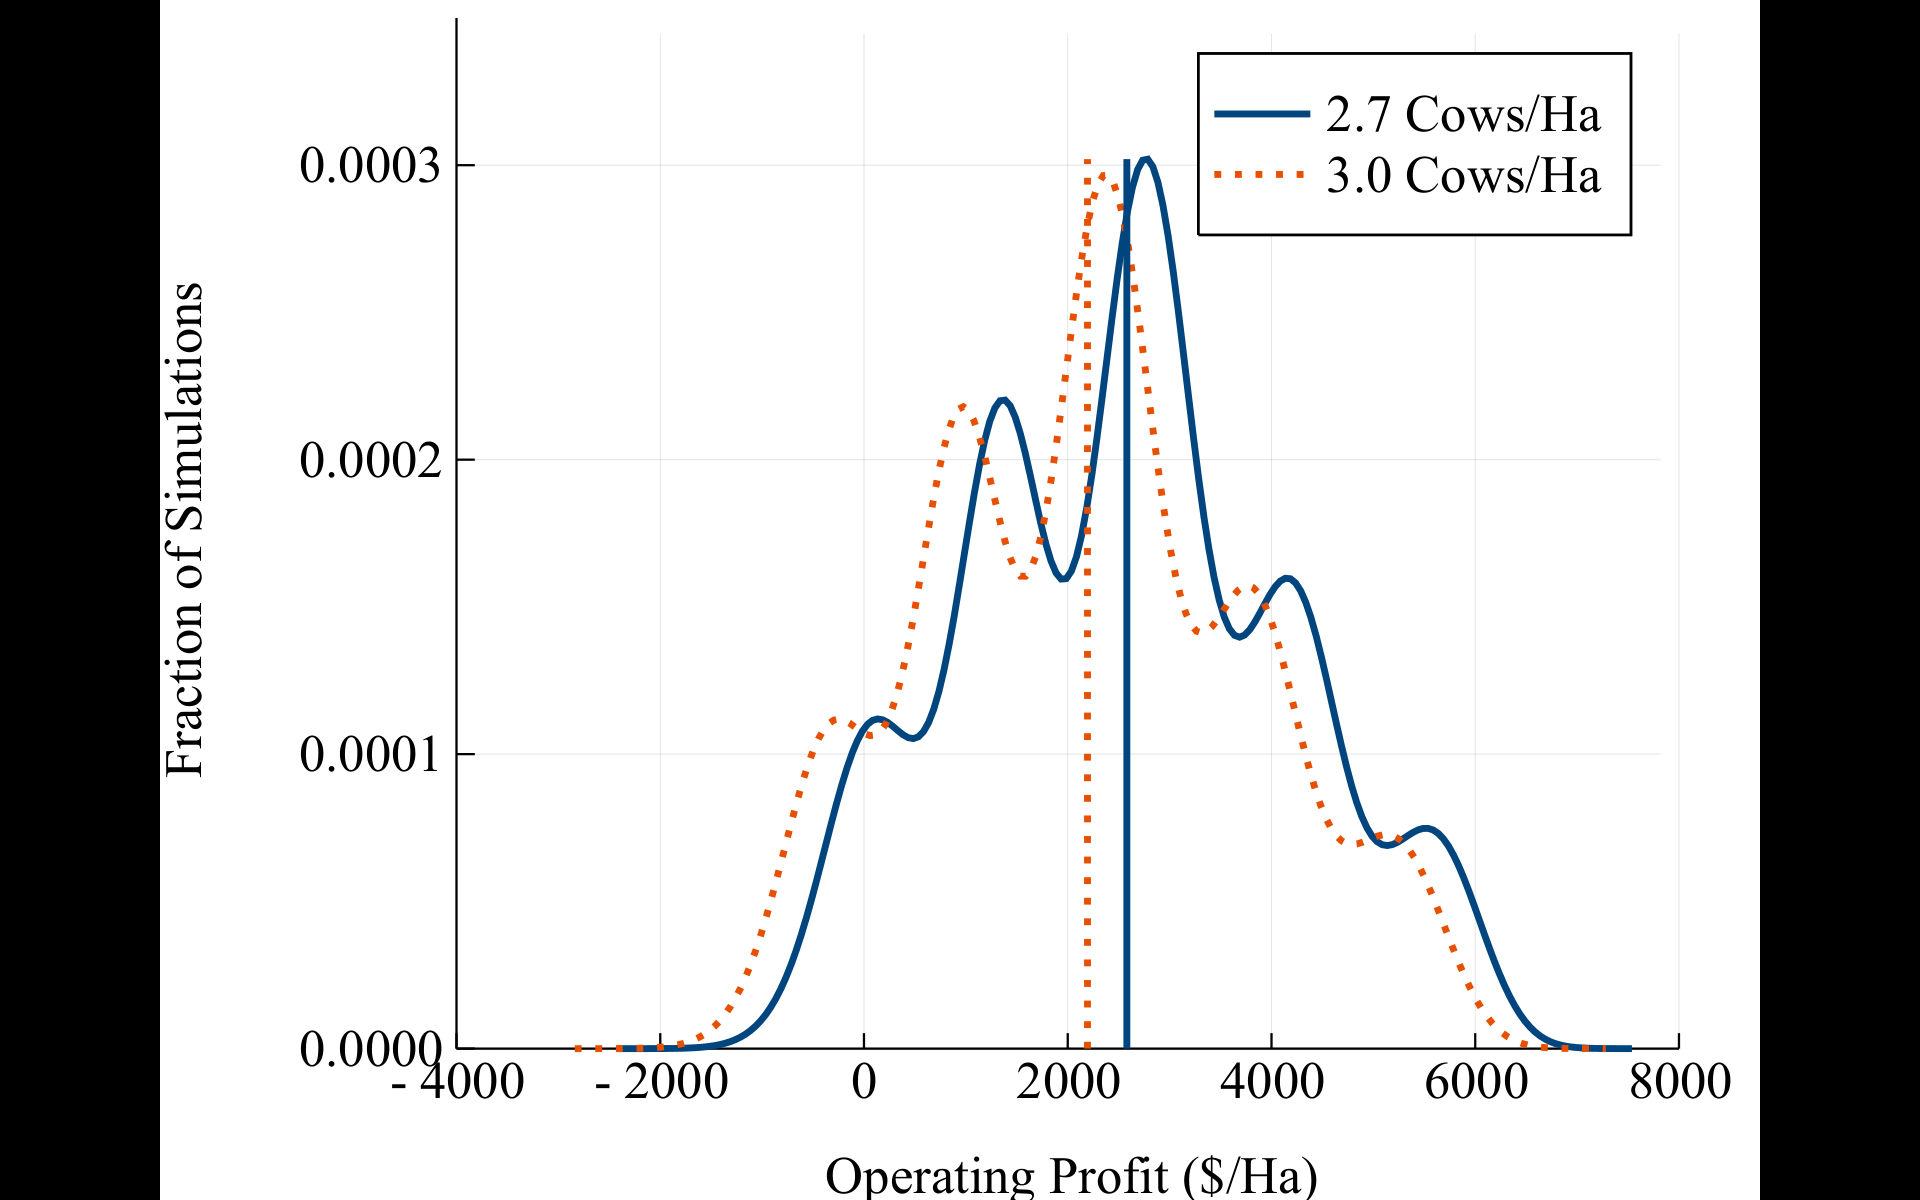 2.7 Cows/Ha
3.0 Cows/Ha
Fraction of Simulations
0.0003
0.0002
0.0001
0.0000
- 4000 - 2000 0 2000 4000 6000 8000
Operating Profit ($/Ha)